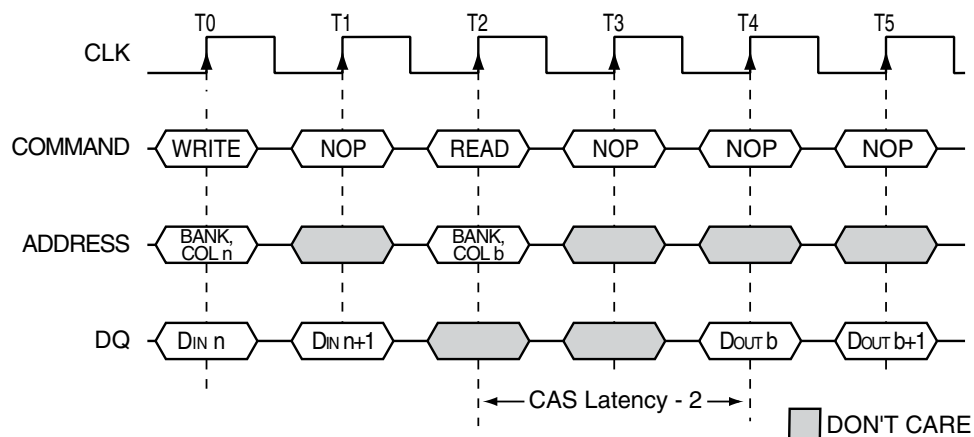 T0 T1 T2 T3 T4 T5
CLK
COMMAND WRITE NOP READ NOP NOP NOP
ADDRESS BANK, COL n BANK, COL b
DQ DIN n DIN n+1 DOUT b DOUT b+1
CAS Latency - 2
DON'T CARE